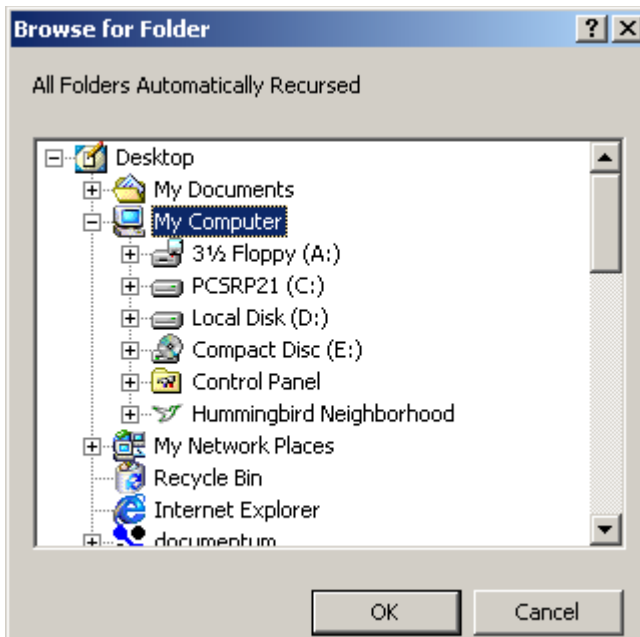 Browse for Folder
All Folders Automatically Recursed
Desktop
My Documents
My Computer
3½ Floppy (A:)
PCSRP21 (C:)
Local Disk (D:)
Compact Disc (E:)
Control Panel
Hummingbird Neighborhood
My Network Places
Recycle Bin
Internet Explorer
documentum
OK Cancel